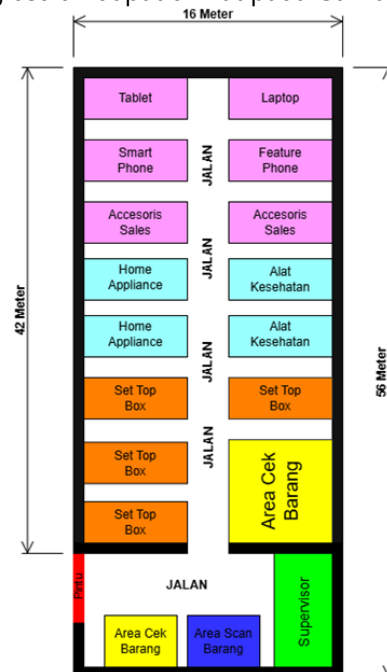 16 Meter
Tablet
Laptop
JALAN
Smart
Phone
Feature
Phone
Accesoris
Sales
Accesoris
Sales
JALAN
Home
Appliance
Alat
Kesehatan
42 Meter
Home
Appliance
Alat
Kesehatan
JALAN
56 Meter
Set Top
Box
Set Top
Box
JALAN
Set Top
Box
Area Cek
Barang
Set Top
Box
Pintu
JALAN
Supervisor
Area Cek
Barang
Area Scan
Barang